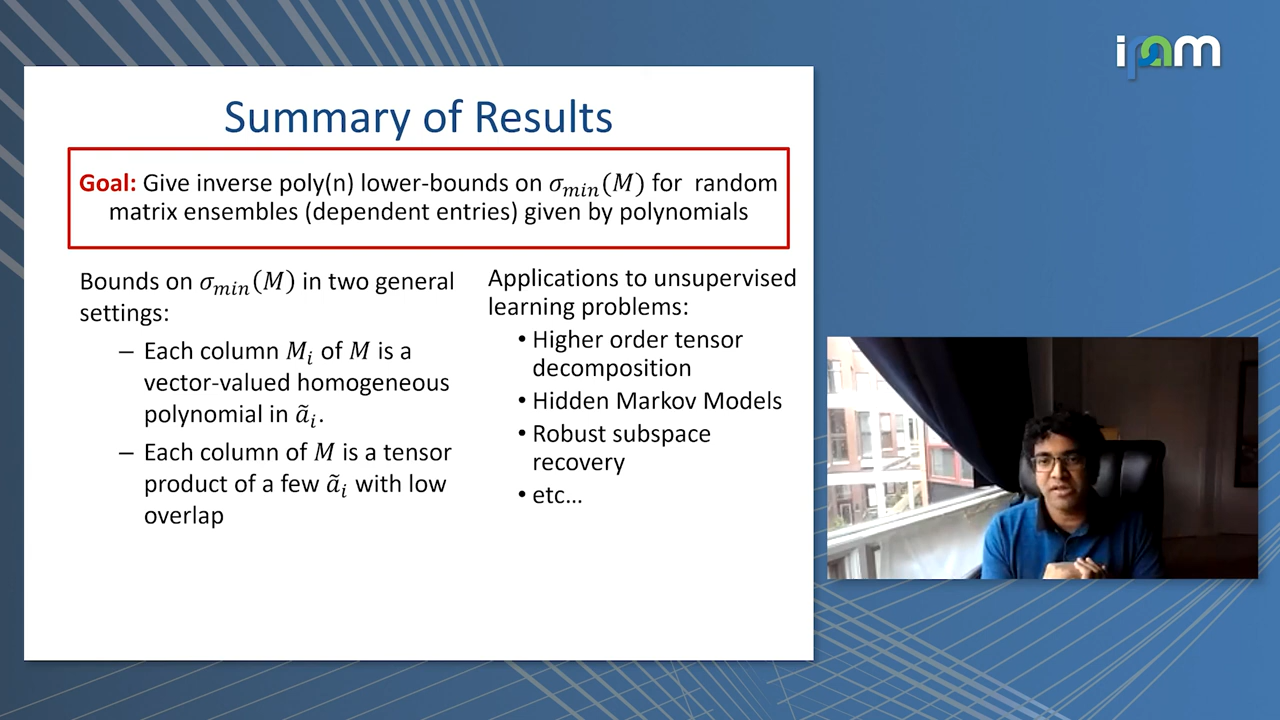 ipam
Summary of Results
Goal: Give inverse poly(n) lower-bounds on σ_min(M) for random
matrix ensembles (dependent entries) given by polynomials
Bounds on σ_min(M) in two general
settings:
– Each column M_i of M is a
vector-valued homogeneous
polynomial in ã_i.
– Each column of M is a tensor
product of a few ã_i with low
overlap
Applications to unsupervised
learning problems:
• Higher order tensor
decomposition
• Hidden Markov Models
• Robust subspace
recovery
• etc…